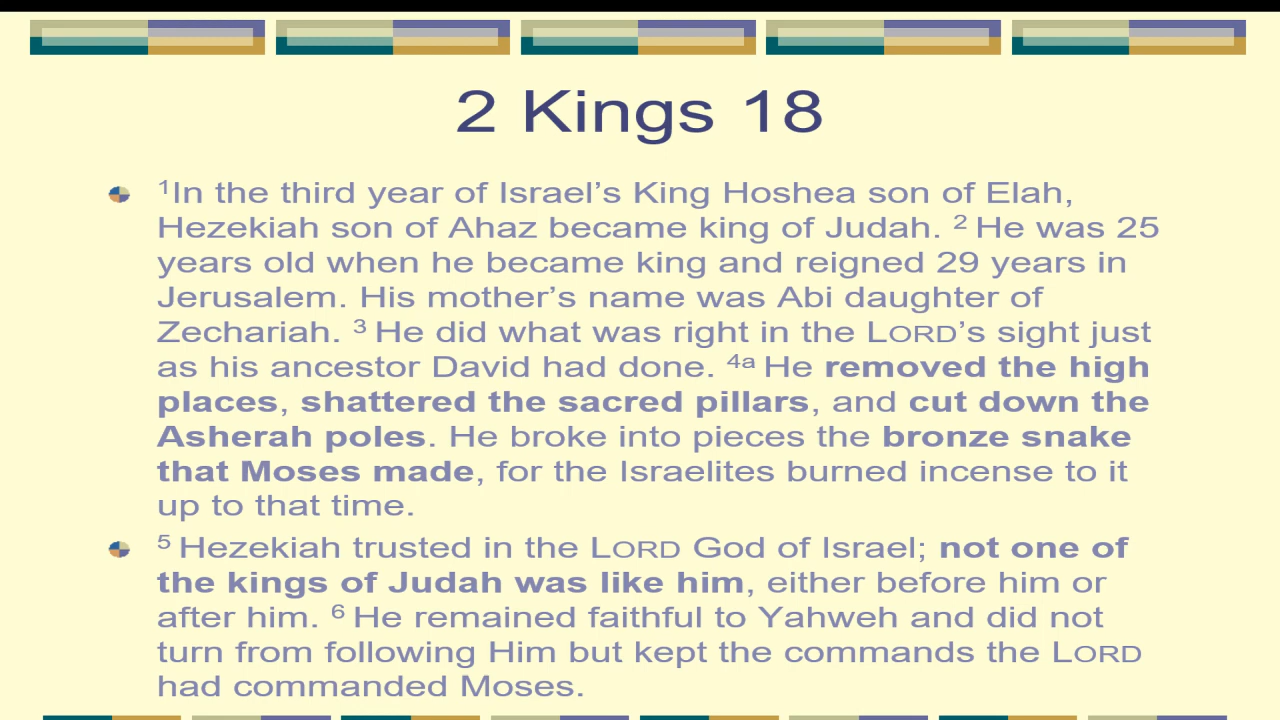 2 Kings 18
¹In the third year of Israel’s King Hoshea son of Elah,
Hezekiah son of Ahaz became king of Judah. ² He was 25
years old when he became king and reigned 29 years in
Jerusalem. His mother’s name was Abi daughter of
Zechariah. ³ He did what was right in the LORD’s sight just
as his ancestor David had done. ⁴ᵃ He removed the high
places, shattered the sacred pillars, and cut down the
Asherah poles. He broke into pieces the bronze snake
that Moses made, for the Israelites burned incense to it
up to that time.
⁵ Hezekiah trusted in the LORD God of Israel; not one of
the kings of Judah was like him, either before him or
after him. ⁶ He remained faithful to Yahweh and did not
turn from following Him but kept the commands the LORD
had commanded Moses.